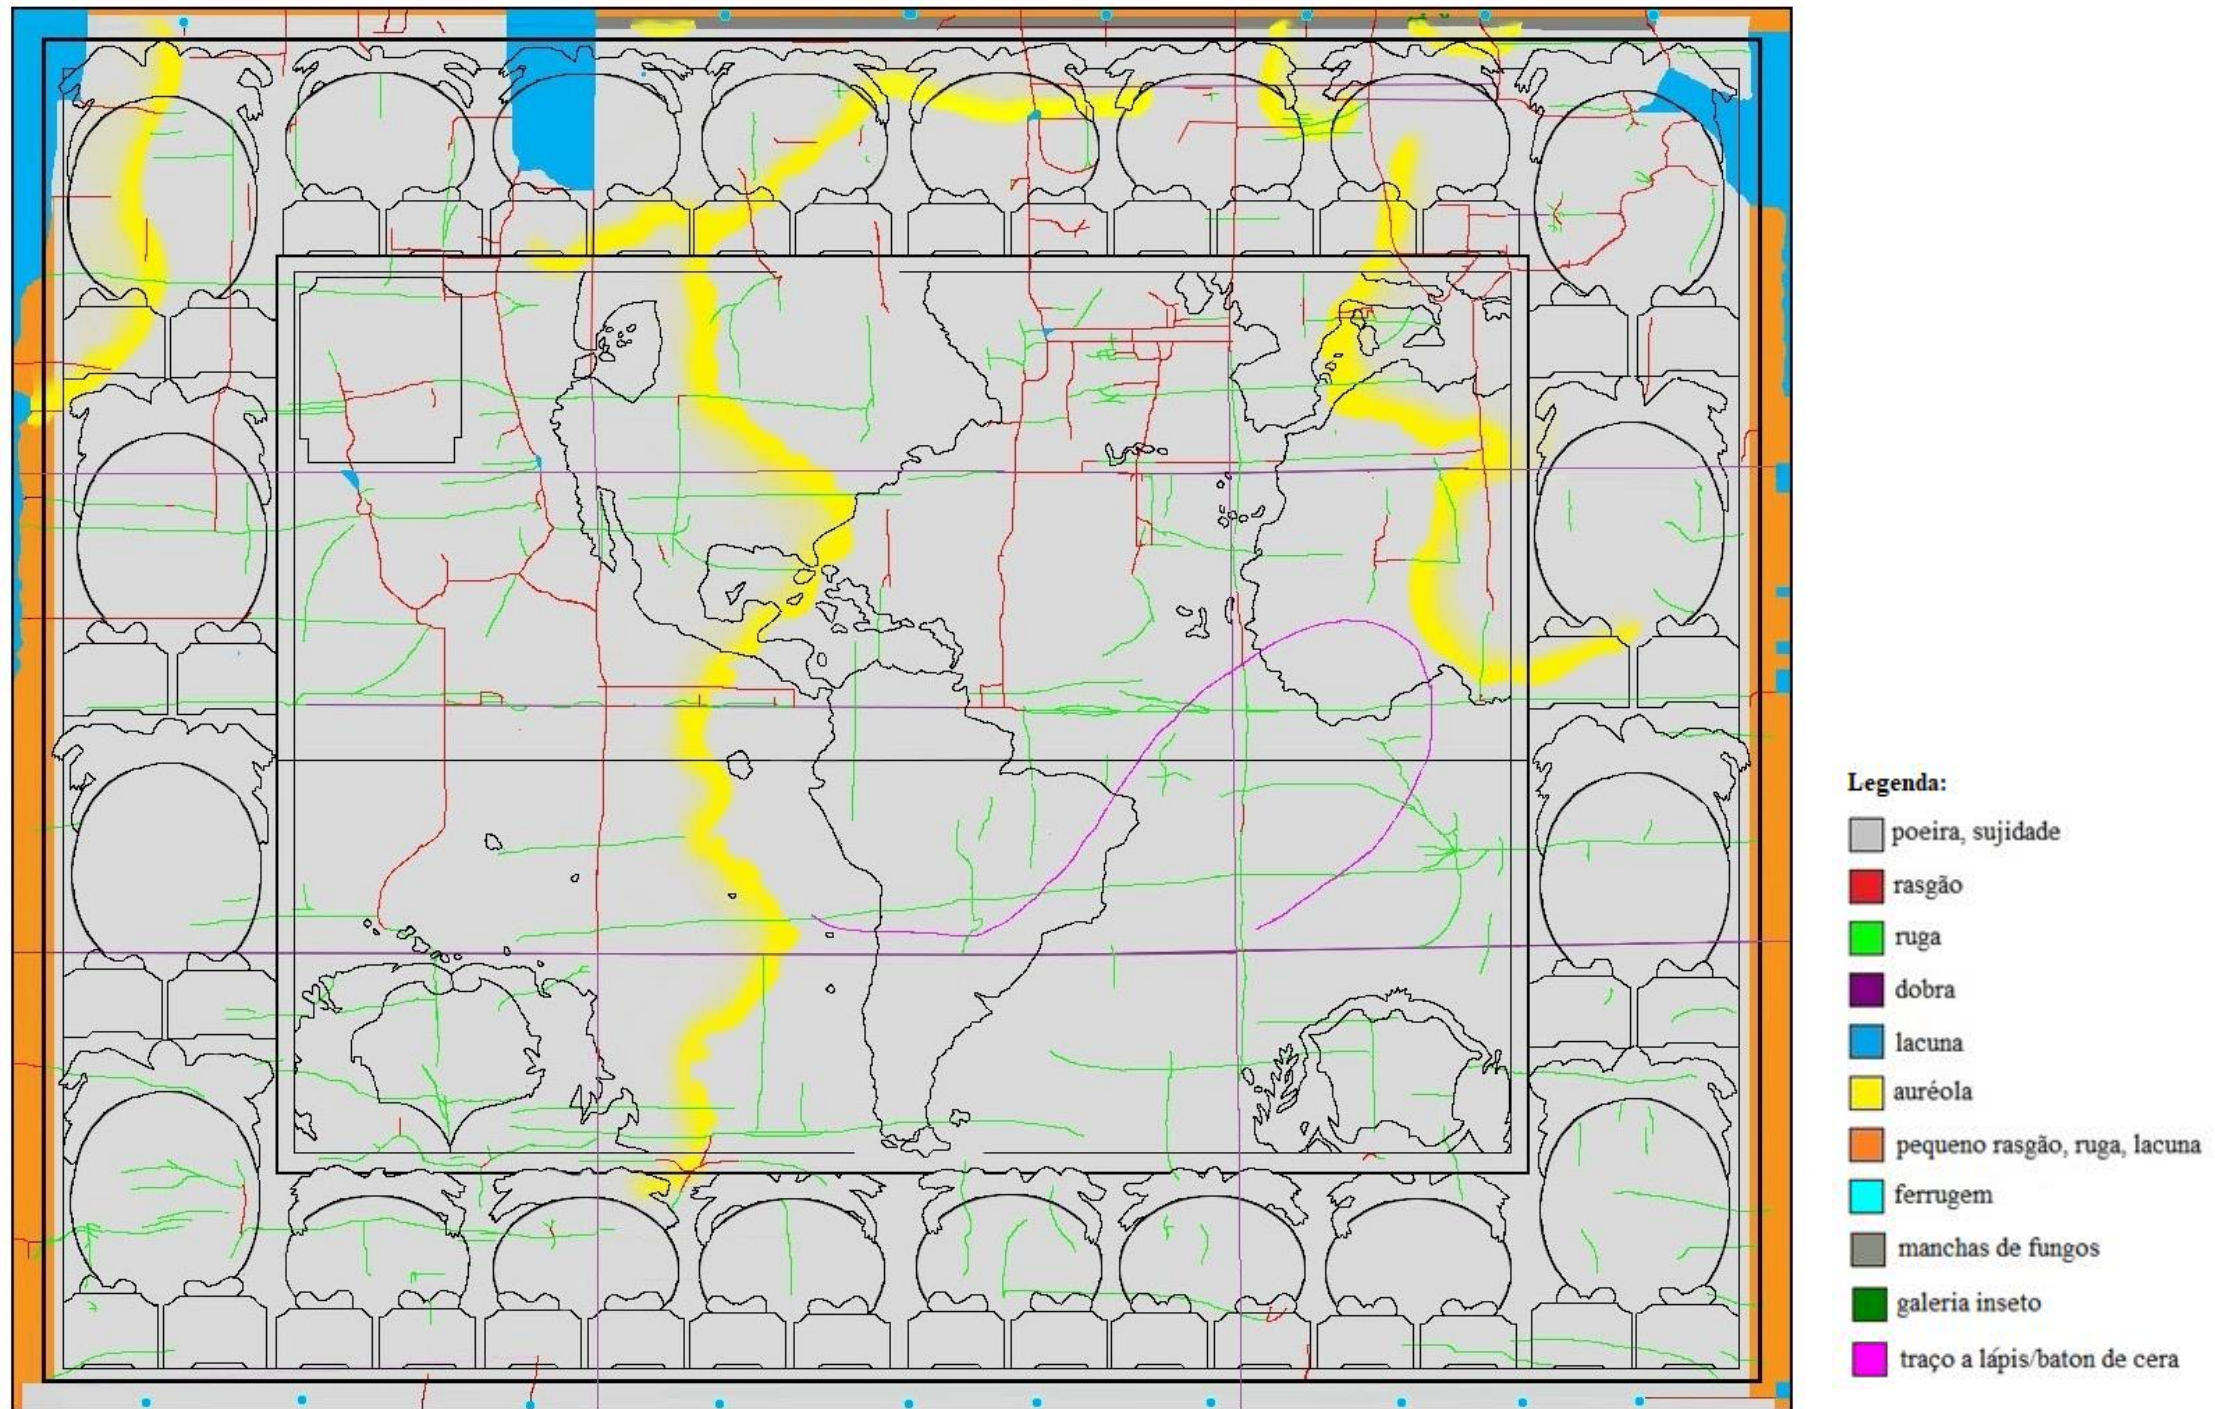 Legenda:
poeira, sujidade
rasgão
ruga
dobra
lacuna
auréola
pequeno rasgão, ruga, lacuna
ferrugem
manchas de fungos
galeria inseto
traço a lápis/baton de cera